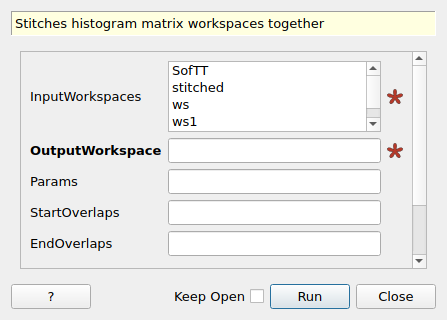 Stitches histogram matrix workspaces together
InputWorkspaces
SofTT
stitched
ws
ws1
OutputWorkspace
Params
StartOverlaps
EndOverlaps
? Keep Open Run Close